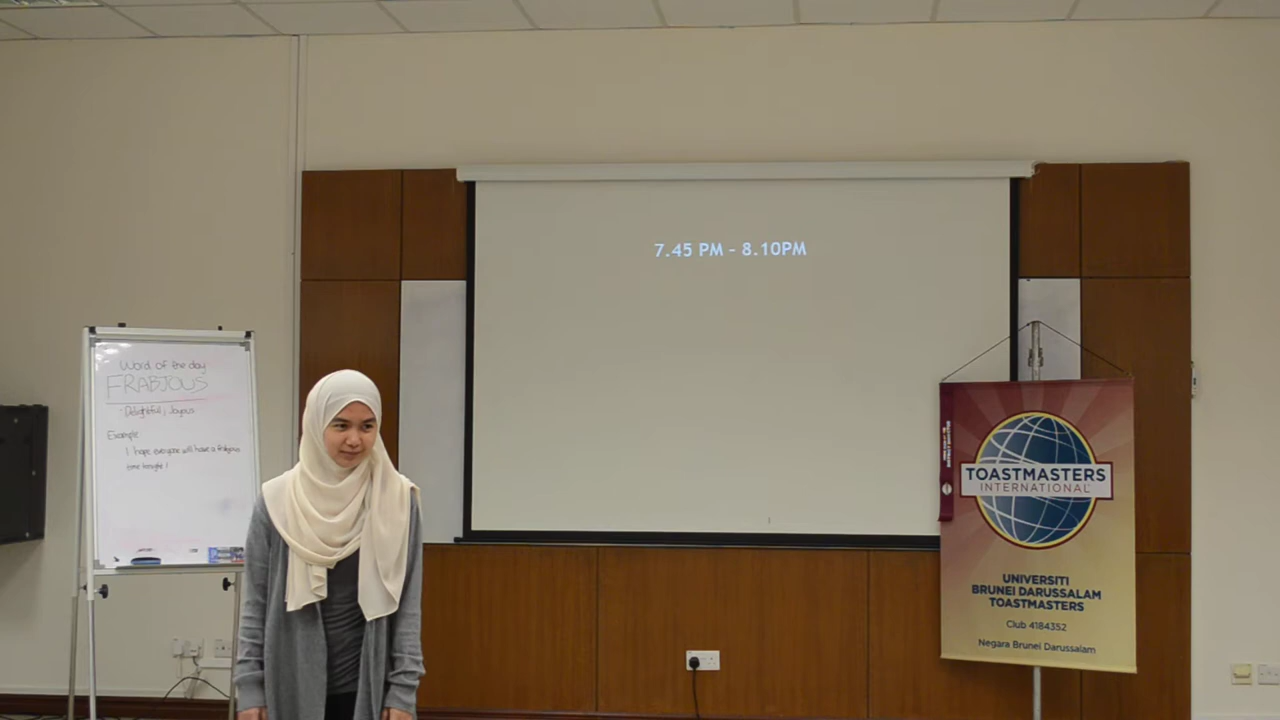 Word of the day
FRABJOUS
- Delightful; Joyous
Example
I hope everyone will have a frabjous
time tonight!
7.45 PM - 8.10PM
TOASTMASTERS
INTERNATIONAL
UNIVERSITI
BRUNEI DARUSSALAM
TOASTMASTERS
Club 4184352
Negara Brunei Darussalam